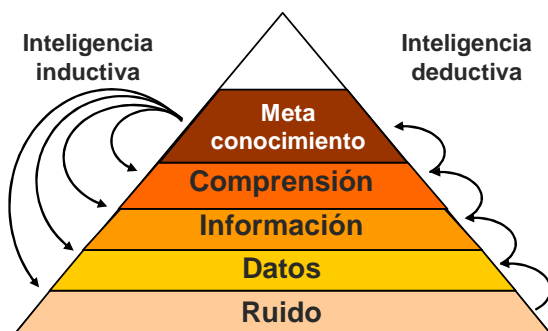 Inteligencia
inductiva
Inteligencia
deductiva
Meta
conocimiento
Comprensión
Información
Datos
Ruido